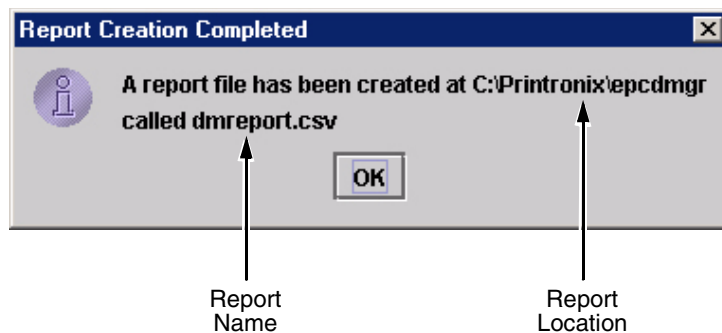 Report Creation Completed
A report file has been created at C:\Printronix\epcdmgr
called dmreport.csv
OK
Report
Name
Report
Location